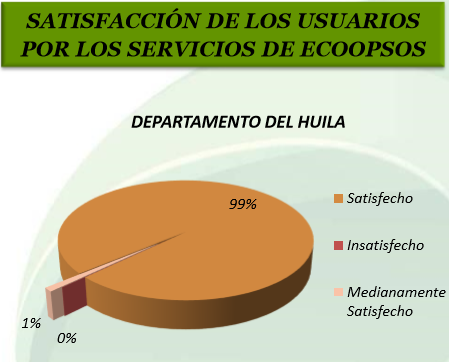 SATISFACCIÓN DE LOS USUARIOS
POR LOS SERVICIOS DE ECOOPSOS
DEPARTAMENTO DEL HUILA
99%
Satisfecho
Insatisfecho
Medianamente
Satisfecho
1%
0%